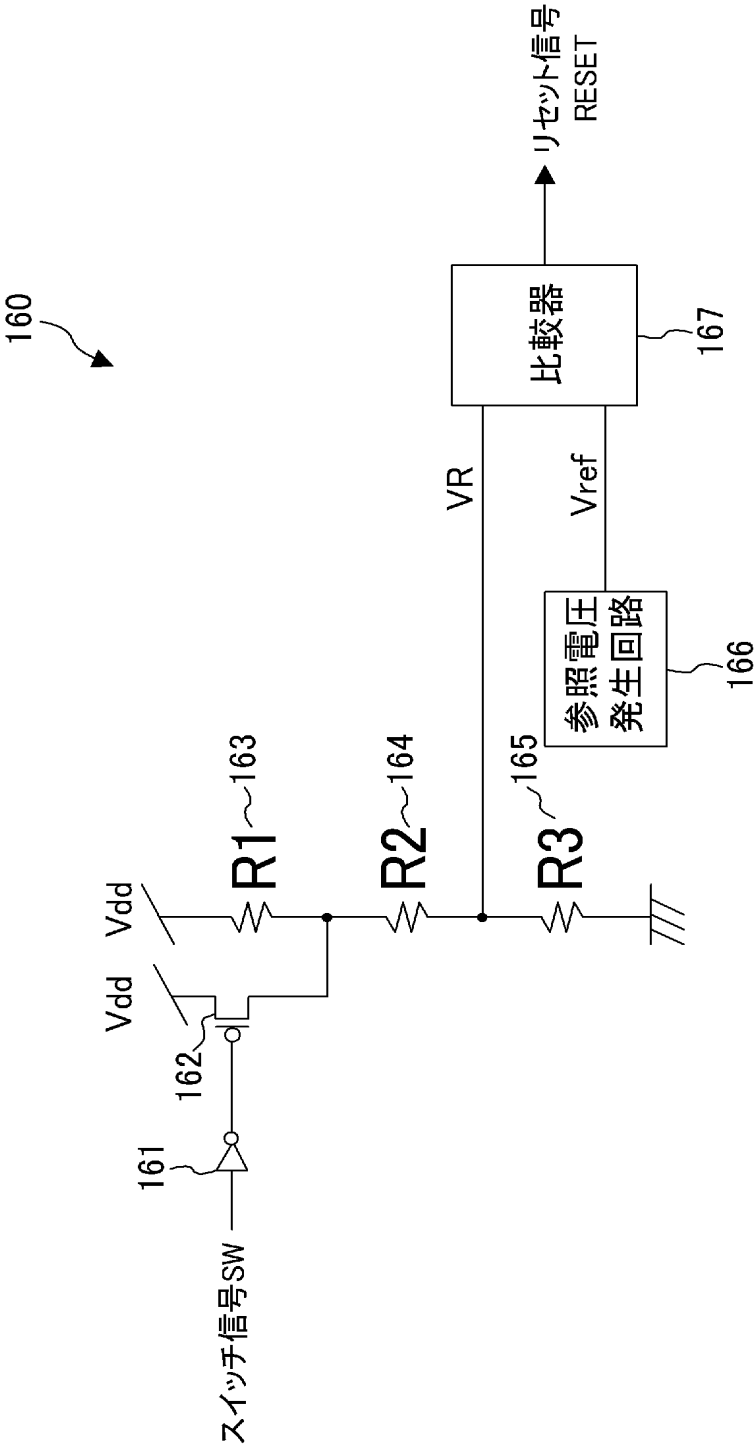 160
リセット信号
RESET
比較器
167
VR
Vref
参照電圧
発生回路
166
Vdd
Vdd
R1
163
R2
164
R3
165
162
161
スイッチ信号SW